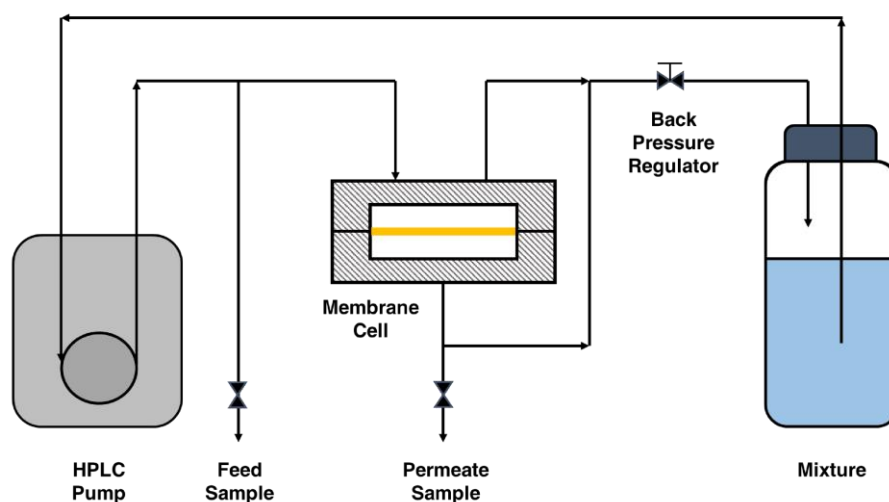 Back
Pressure
Regulator
Membrane
Cell
HPLC
Pump
Feed
Sample
Permeate
Sample
Mixture